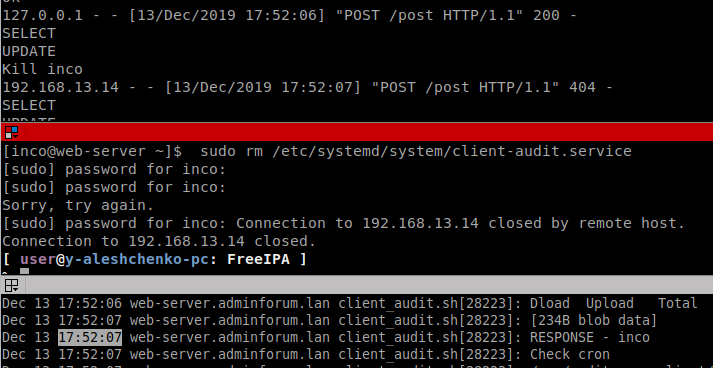 127.0.0.1 - - [13/Dec/2019 17:52:06] "POST /post HTTP/1.1" 200 -
SELECT
UPDATE
Kill inco
192.168.13.14 - - [13/Dec/2019 17:52:07] "POST /post HTTP/1.1" 404 -
SELECT
[inco@web-server ~]$  sudo rm /etc/systemd/system/client-audit.service
[sudo] password for inco:
[sudo] password for inco:
Sorry, try again.
[sudo] password for inco: Connection to 192.168.13.14 closed by remote host.
Connection to 192.168.13.14 closed.
[ user@y-aleshchenko-pc: FreeIPA ]
Dec 13 17:52:06 web-server.adminforum.lan client_audit.sh[28223]: Dload  Upload   Total
Dec 13 17:52:07 web-server.adminforum.lan client_audit.sh[28223]: [234B blob data]
Dec 13 17:52:07 web-server.adminforum.lan client_audit.sh[28223]: RESPONSE - inco
Dec 13 17:52:07 web-server.adminforum.lan client_audit.sh[28223]: Check cron